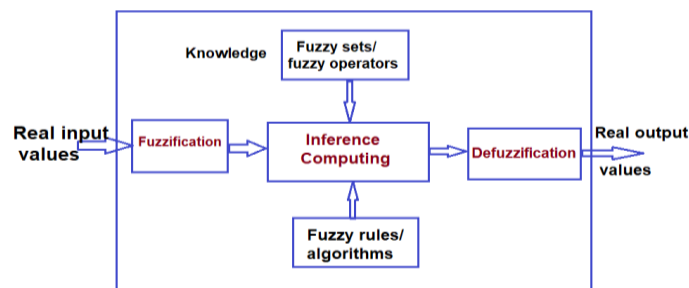 Knowledge
Fuzzy sets/
fuzzy operators
Real input
values
Fuzzification
Inference
Computing
Defuzzification
Real output
values
Fuzzy rules/
algorithms